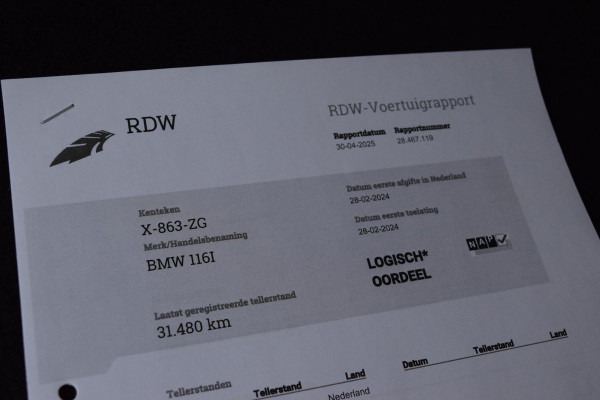 RDW
RDW-Voertuigrapport
Rapportdatum Rapportnummer
30-04-2025 28.467.119
Kenteken
X-863-ZG
Merk/Handelsbenaming
BMW 116I
Laatst geregistreerde tellerstand
31.480 km
Datum eerste afgifte in Nederland
28-02-2024
Datum eerste toelating
28-02-2024
LOGISCH*
OORDEEL
NAP
Tellerstanden Tellerstand Land
Datum Tellerstand Land
Nederland